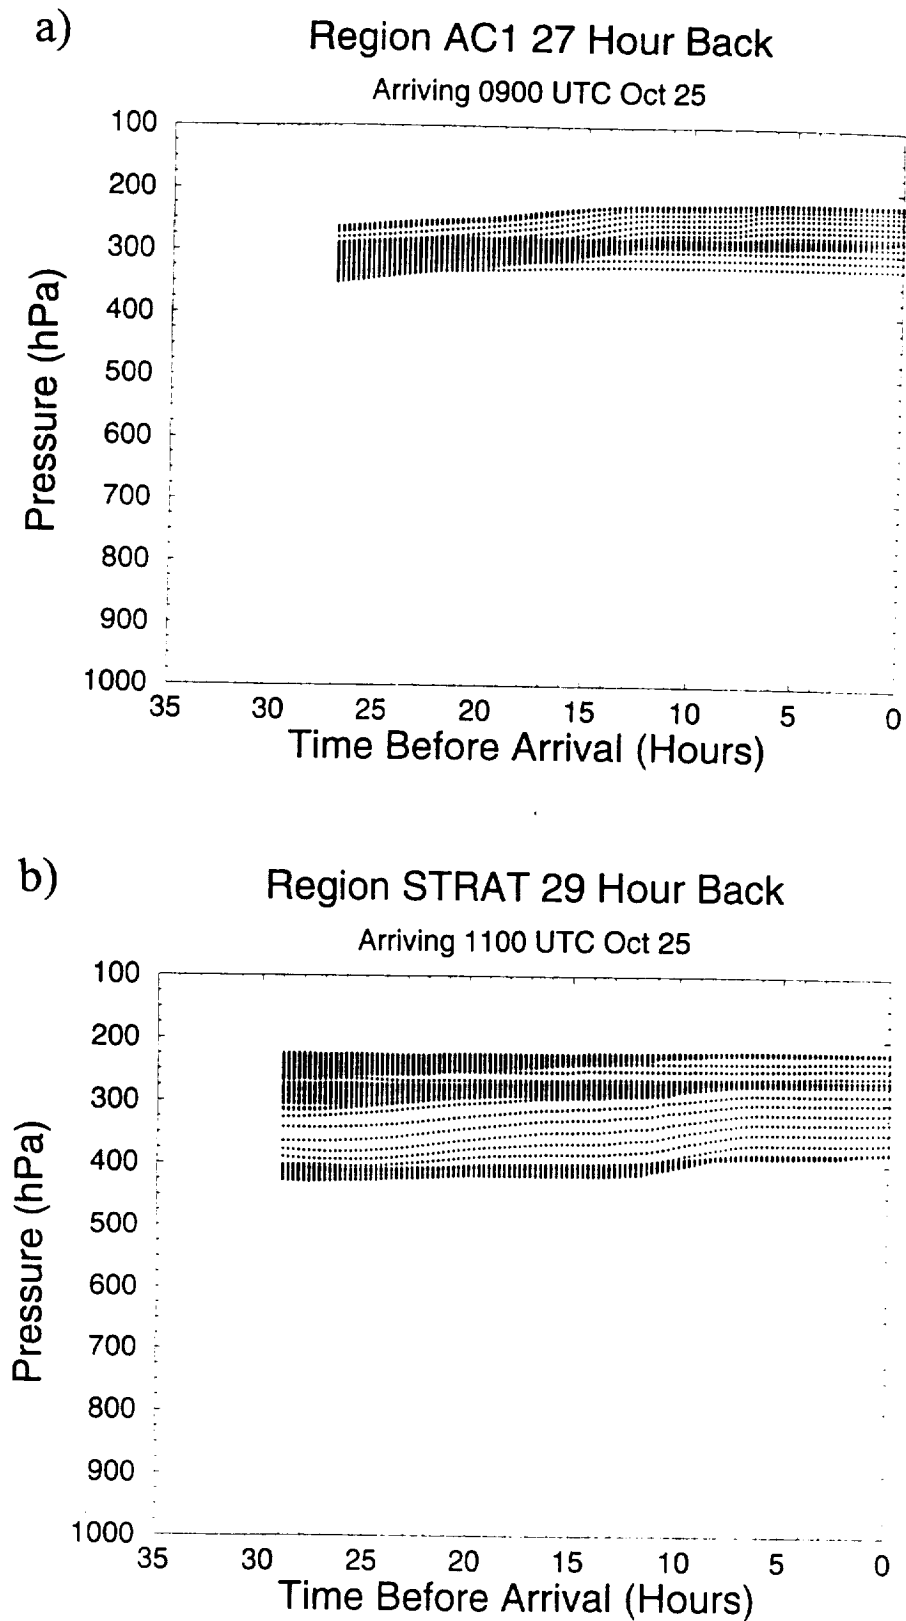 a)
Region AC1 27 Hour Back
Arriving 0900 UTC Oct 25
100
200
300
400
500
600
700
800
900
1000
Pressure (hPa)
35 30 25 20 15 10 5 0
Time Before Arrival (Hours)
b)
Region STRAT 29 Hour Back
Arriving 1100 UTC Oct 25
100
200
300
400
500
600
700
800
900
1000
Pressure (hPa)
35 30 25 20 15 10 5 0
Time Before Arrival (Hours)